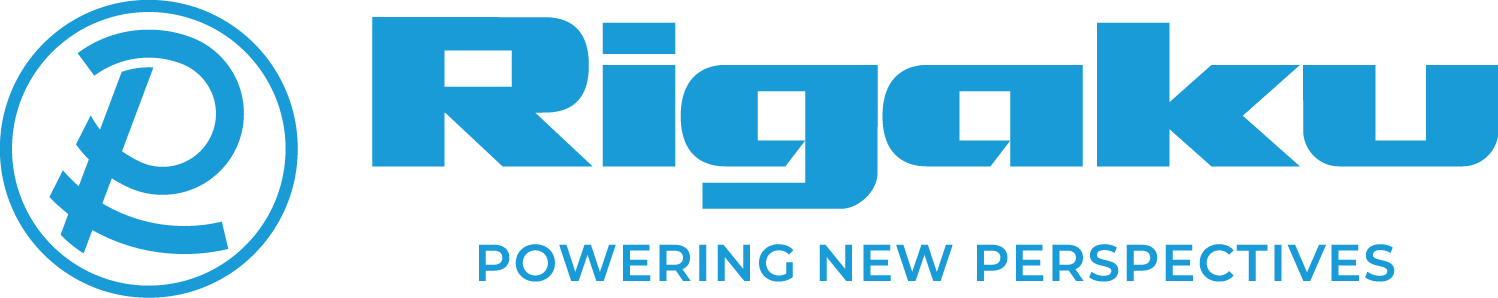 Rigaku
POWERING NEW PERSPECTIVES